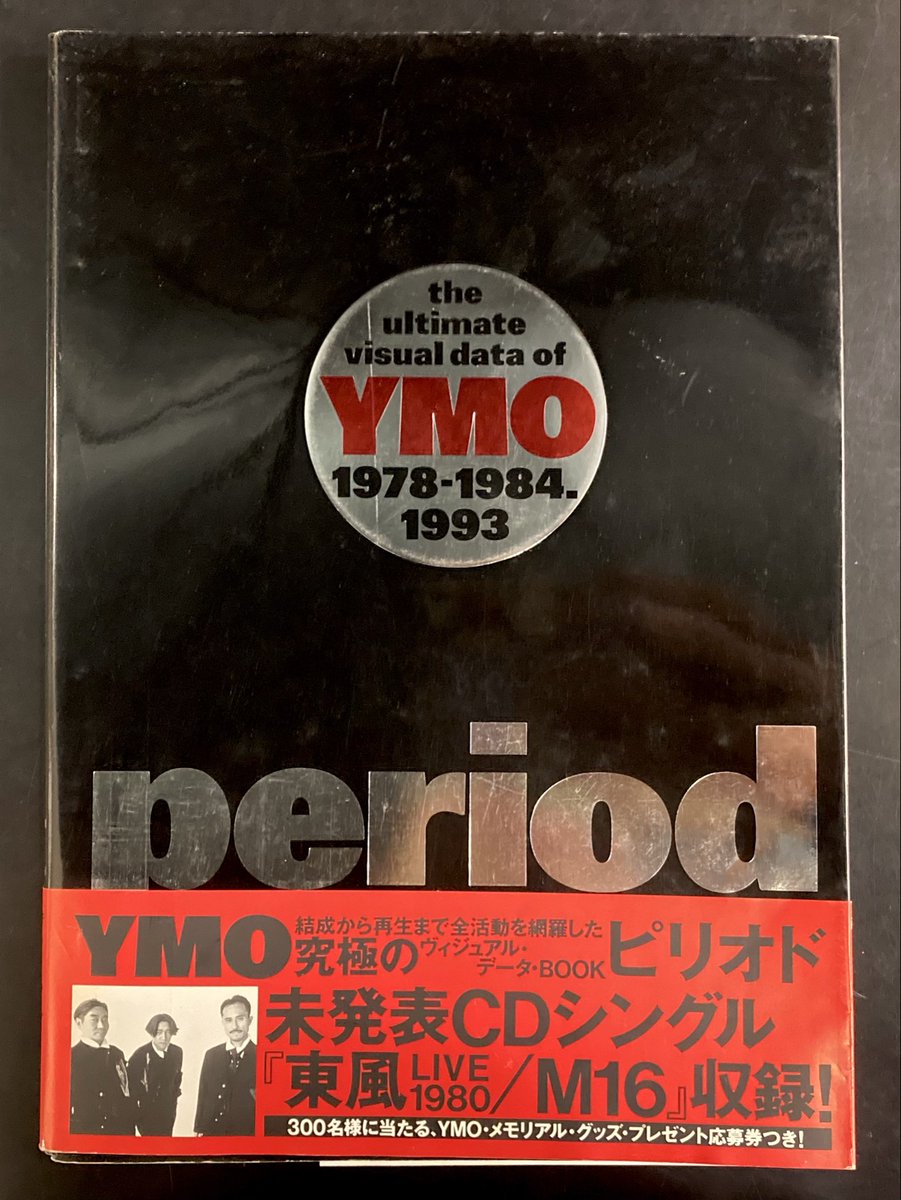 the
ultimate
visual data of
YMO
1978-1984.
1993
period
YMO 結成から再生まで全活動を網羅した
究極のヴィジュアル・データ・BOOK ピリオド
未発表CDシングル
『東風LIVE 1980/M16』収録!
300名様に当たる、YMO・メモリアル・グッズ・プレゼント応募券つき!